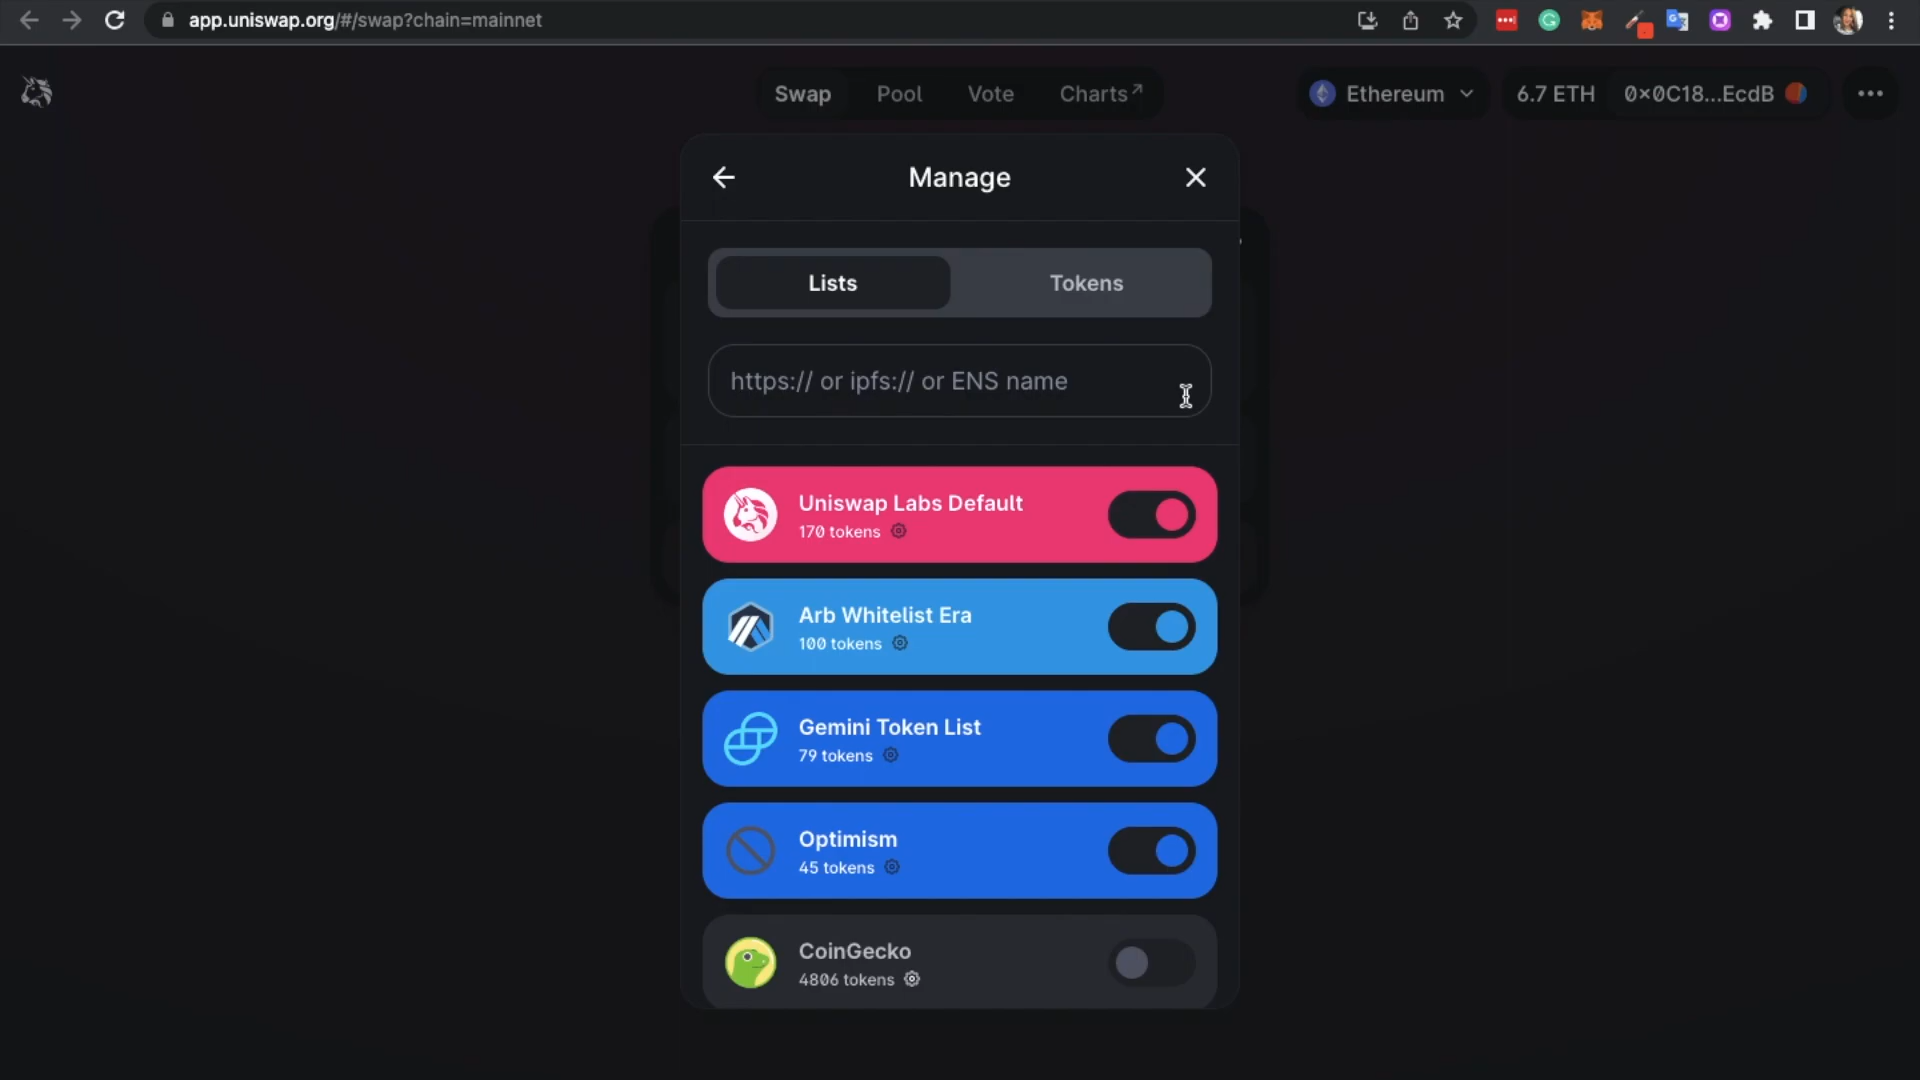 app.uniswap.org/#/swap?chain=mainnet
Swap
Pool
Vote
Charts↗
Ethereum
6.7 ETH
0x0C18...EcdB
Manage
Lists
Tokens
https:// or ipfs:// or ENS name
Uniswap Labs Default
170 tokens
Arb Whitelist Era
100 tokens
Gemini Token List
79 tokens
Optimism
45 tokens
CoinGecko
4806 tokens